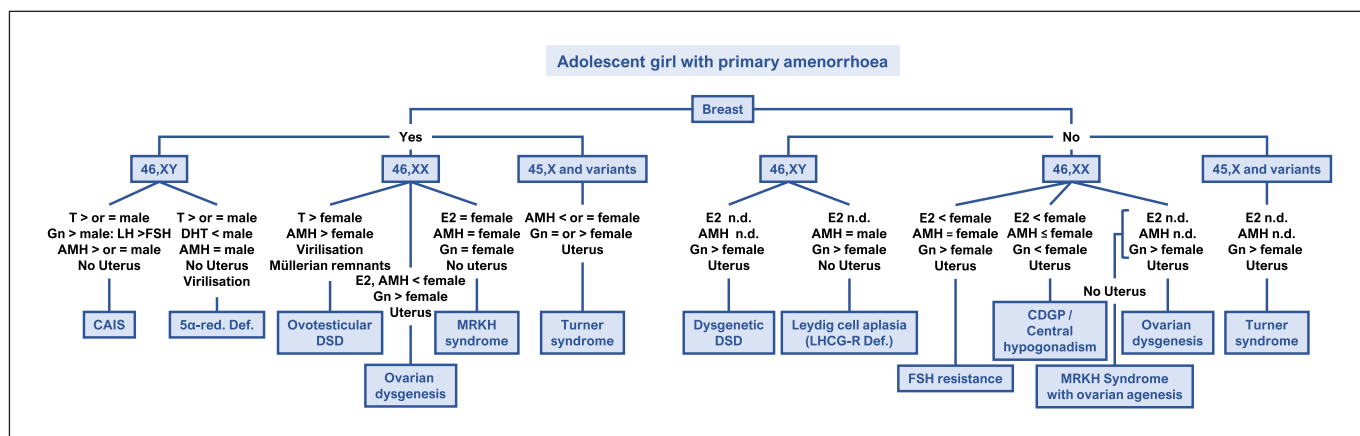 Adolescent girl with primary amenorrhoea
Breast
Yes
No
46,XY
46,XX
45,X and variants
46,XY
46,XX
45,X and variants
T > or = male
Gn > male: LH >FSH
AMH > or = male
No Uterus
T > or = male
DHT < male
AMH = male
No Uterus
Virilisation
T > female
AMH > female
Virilisation
Müllerian remnants
E2, AMH < female
Gn > female
Uterus
E2 = female
AMH = female
Gn = female
No uterus
AMH < or = female
Gn = or > female
Uterus
E2 n.d.
AMH n.d.
Gn > female
Uterus
E2 n.d.
AMH = male
Gn > female
No Uterus
E2 < female
AMH = female
Gn > female
Uterus
E2 < female
AMH ≤ female
Gn < female
Uterus
E2 n.d.
AMH n.d.
Gn > female
Uterus
No Uterus
E2 n.d.
AMH n.d.
Gn > female
Uterus
CAIS
5α-red. Def.
Ovotesticular
DSD
Ovarian
dysgenesis
MRKH
syndrome
Turner
syndrome
Dysgenetic
DSD
Leydig cell aplasia
(LHCG-R Def.)
FSH resistance
CDGP /
Central
hypogonadism
MRKH Syndrome
with ovarian agenesis
Ovarian
dysgenesis
Turner
syndrome